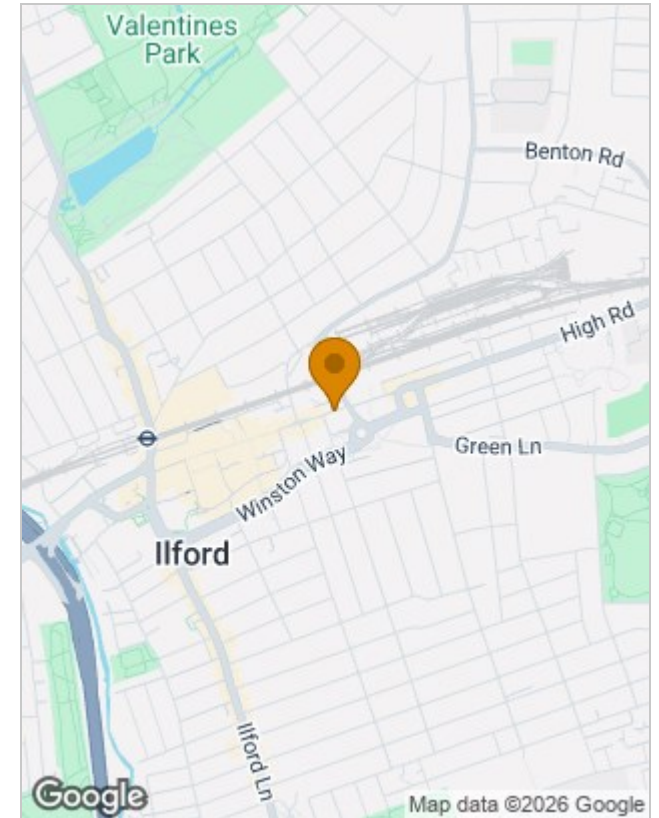 Valentines
Park
Benton Rd
High Rd
Green Ln
Winston Way
Ilford
Ilford Ln
Google
Map data ©2026 Google